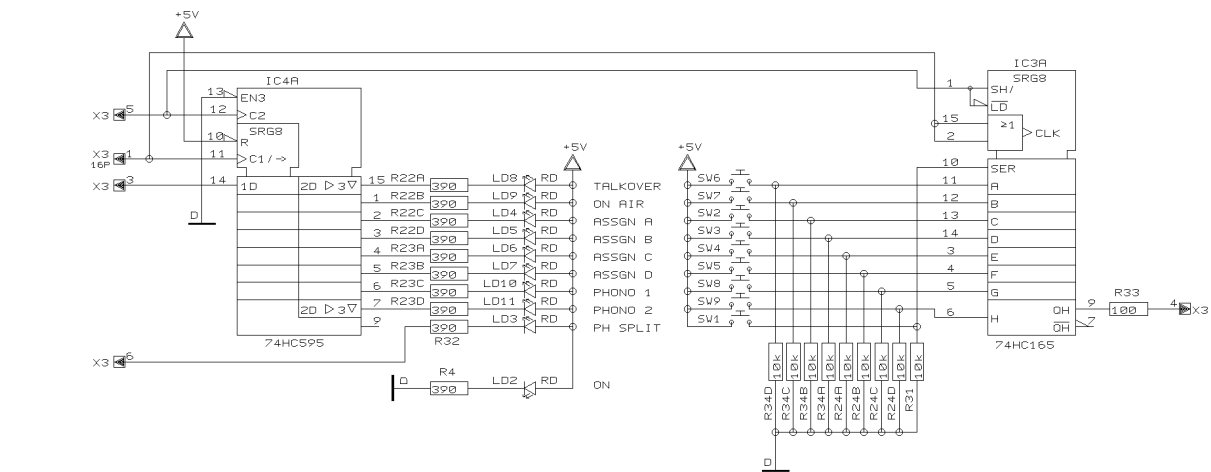 +5V
IC4A
13 EN3
X3 5 12 C2
SRG8
10 R
X3 1 11 C1/→
16P
X3 3 14 1D 2D ▷ 3▽ 15 R22A 390 LD8 RD TALKOVER
1 R22B 390 LD9 RD ON AIR
2 R22C 390 LD4 RD ASSGN A
3 R22D 390 LD5 RD ASSGN B
4 R23A 390 LD6 RD ASSGN C
5 R23B 390 LD7 RD ASSGN D
6 R23C 390 LD10 RD PHONO 1
2D ▷ 3▽ 7 R23D 390 LD11 RD PHONO 2
9 390 LD3 RD PH SPLIT
74HC595 R32
X3 6
D
+5V
D R4 390 LD2 RD ON
+5V
SW6
SW7
SW2
SW3
SW4
SW5
SW8
SW9
SW1
IC3A
SRG8
1 SH/
LD
15 ≥1 CLK
2
10 SER
11 A
12 B
13 C
14 D
3 E
4 F
5 G
6 H
QH 9 R33 100 4 X3
QH 7
74HC165
10k 10k 10k 10k 10k 10k 10k 10k 10k
R34D R34C R34B R34A R24A R24B R24C R24D R31
D